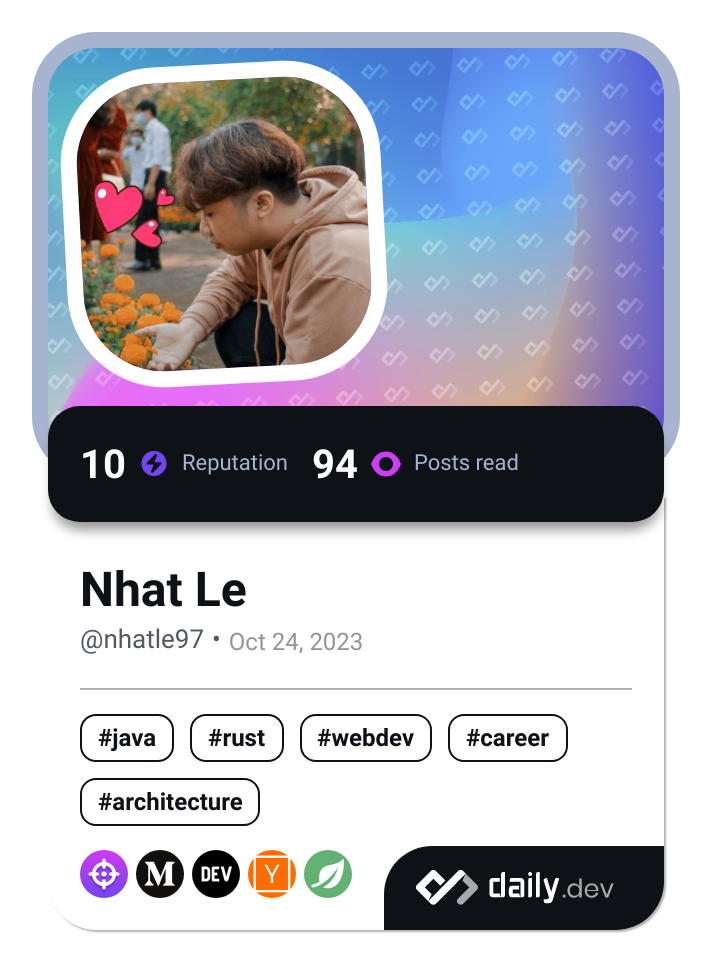 10 Reputation 94 Posts read
Nhat Le
@nhatle97 • Oct 24, 2023
#java #rust #webdev #career
#architecture
M DEV Y daily.dev